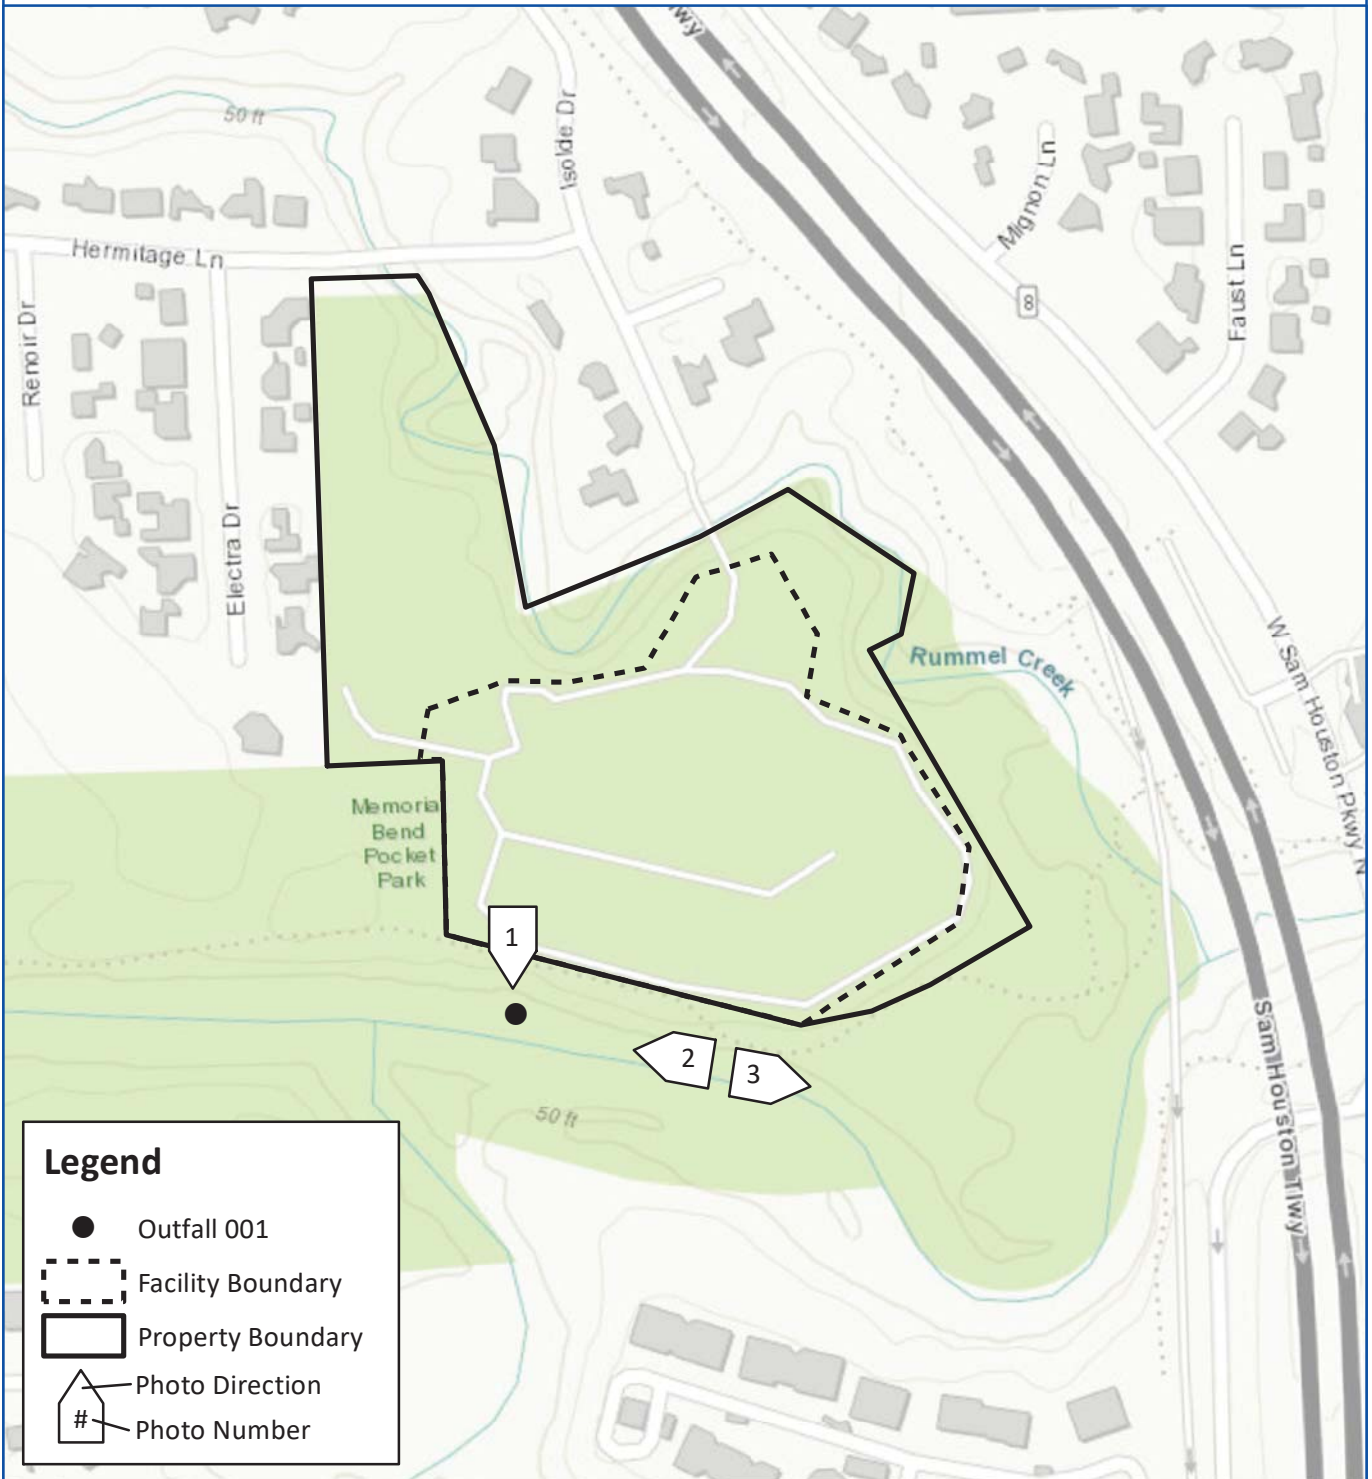 lwy
50 ft
Isolde Dr
Mignon Ln
Hermitage Ln
Faust Ln
8
Renoir Dr
Electra Dr
Rummel Creek
W Sam Houston Pkwy N
Memoria
Bend
Pocket
Park
1
2
3
50 ft
Sam Houston Tlwy
Legend
Outfall 001
Facility Boundary
Property Boundary
Photo Direction
#
Photo Number